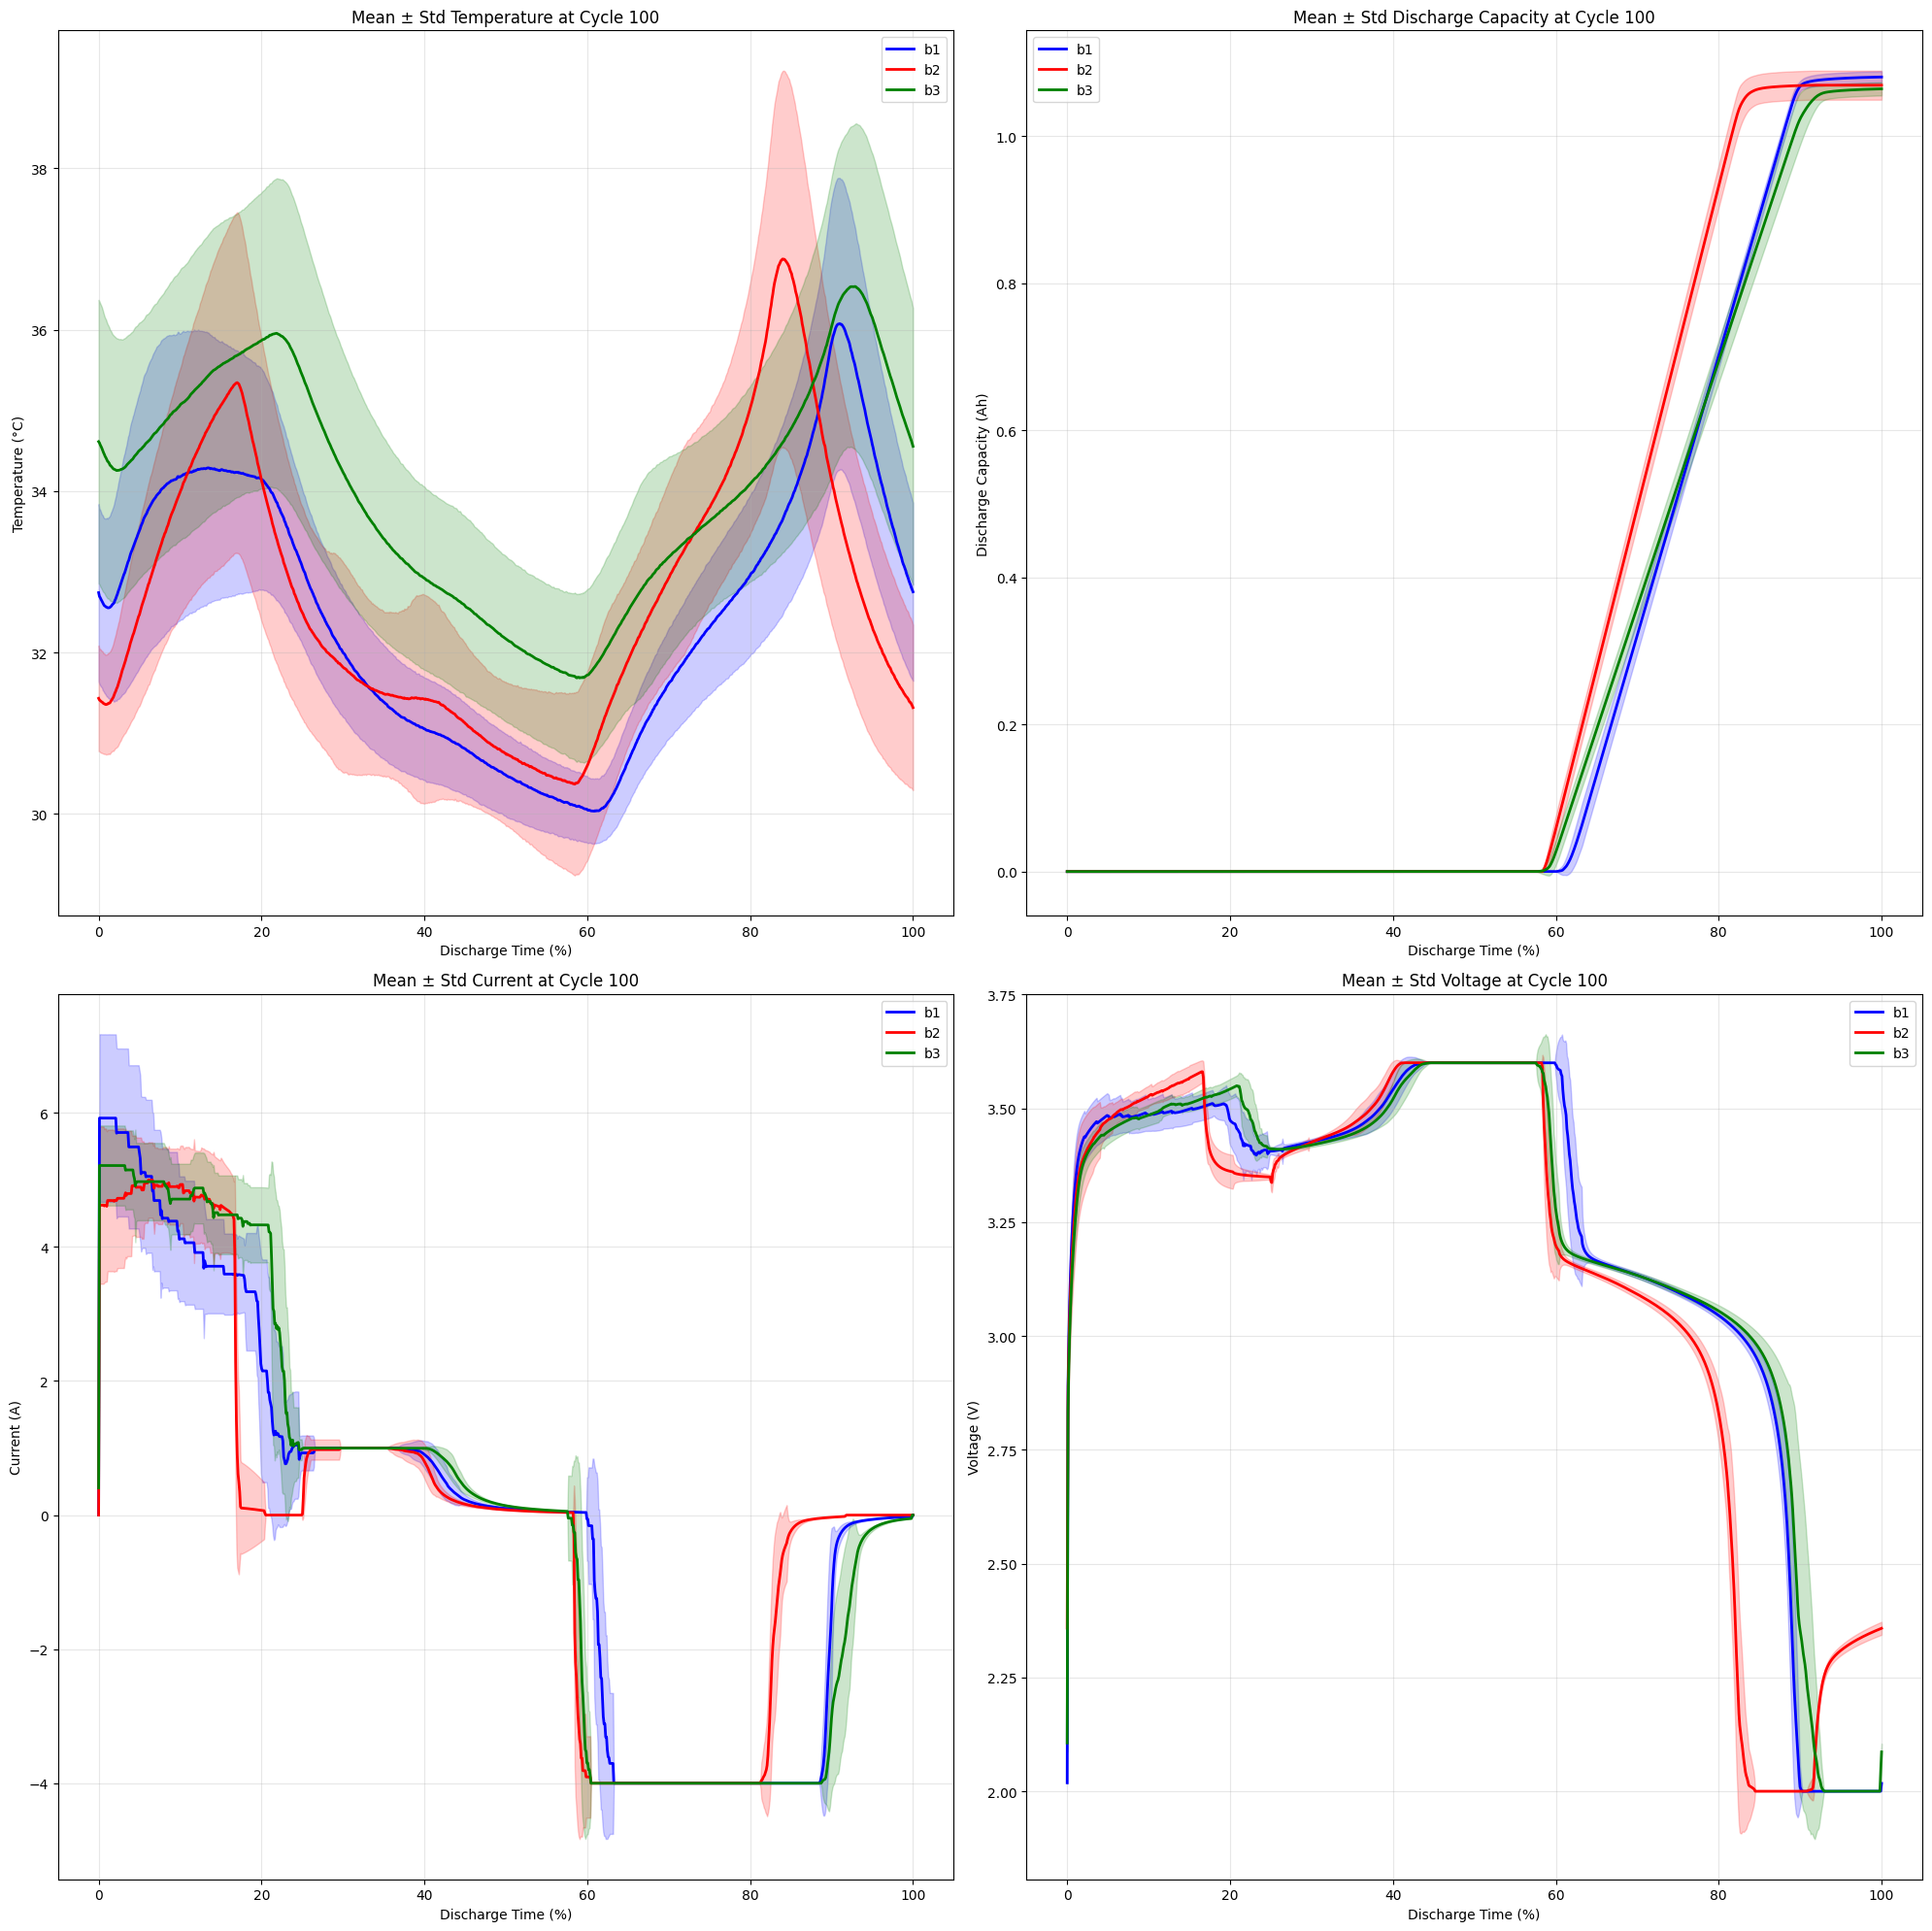 Mean ± Std Temperature at Cycle 100
Temperature (°C)
38
36
34
32
30
0 20 40 60 80 100
Discharge Time (%)
b1
b2
b3
Mean ± Std Discharge Capacity at Cycle 100
Discharge Capacity (Ah)
1.0
0.8
0.6
0.4
0.2
0.0
0 20 40 60 80 100
Discharge Time (%)
b1
b2
b3
Mean ± Std Current at Cycle 100
Current (A)
6
4
2
0
−2
−4
0 20 40 60 80 100
Discharge Time (%)
b1
b2
b3
Mean ± Std Voltage at Cycle 100
Voltage (V)
3.75
3.50
3.25
3.00
2.75
2.50
2.25
2.00
0 20 40 60 80 100
Discharge Time (%)
b1
b2
b3